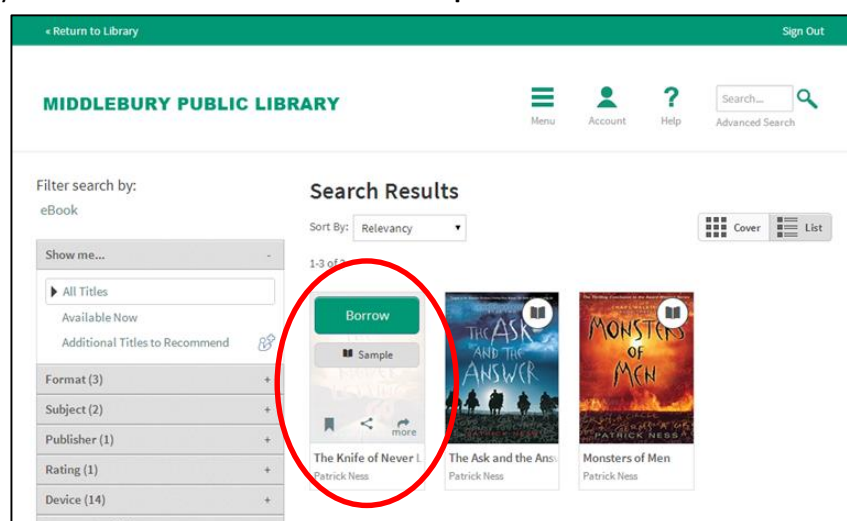 « Return to Library
Sign Out
MIDDLEBURY PUBLIC LIBRARY
Menu
Account
?
Help
Search...
Advanced Search
Filter search by:
eBook
Search Results
Sort By:
Relevancy
Cover
List
Show me... -
All Titles
Available Now
Additional Titles to Recommend
Format (3) +
Subject (2) +
Publisher (1) +
Rating (1) +
Device (14) +
1-3 of
Borrow
Sample
more
The Knife of Never L
Patrick Ness
THE ASK
AND THE
ANSWER
The Ask and the Ans
Patrick Ness
MONSTERS
OF
MEN
PATRICK NESS
Monsters of Men
Patrick Ness